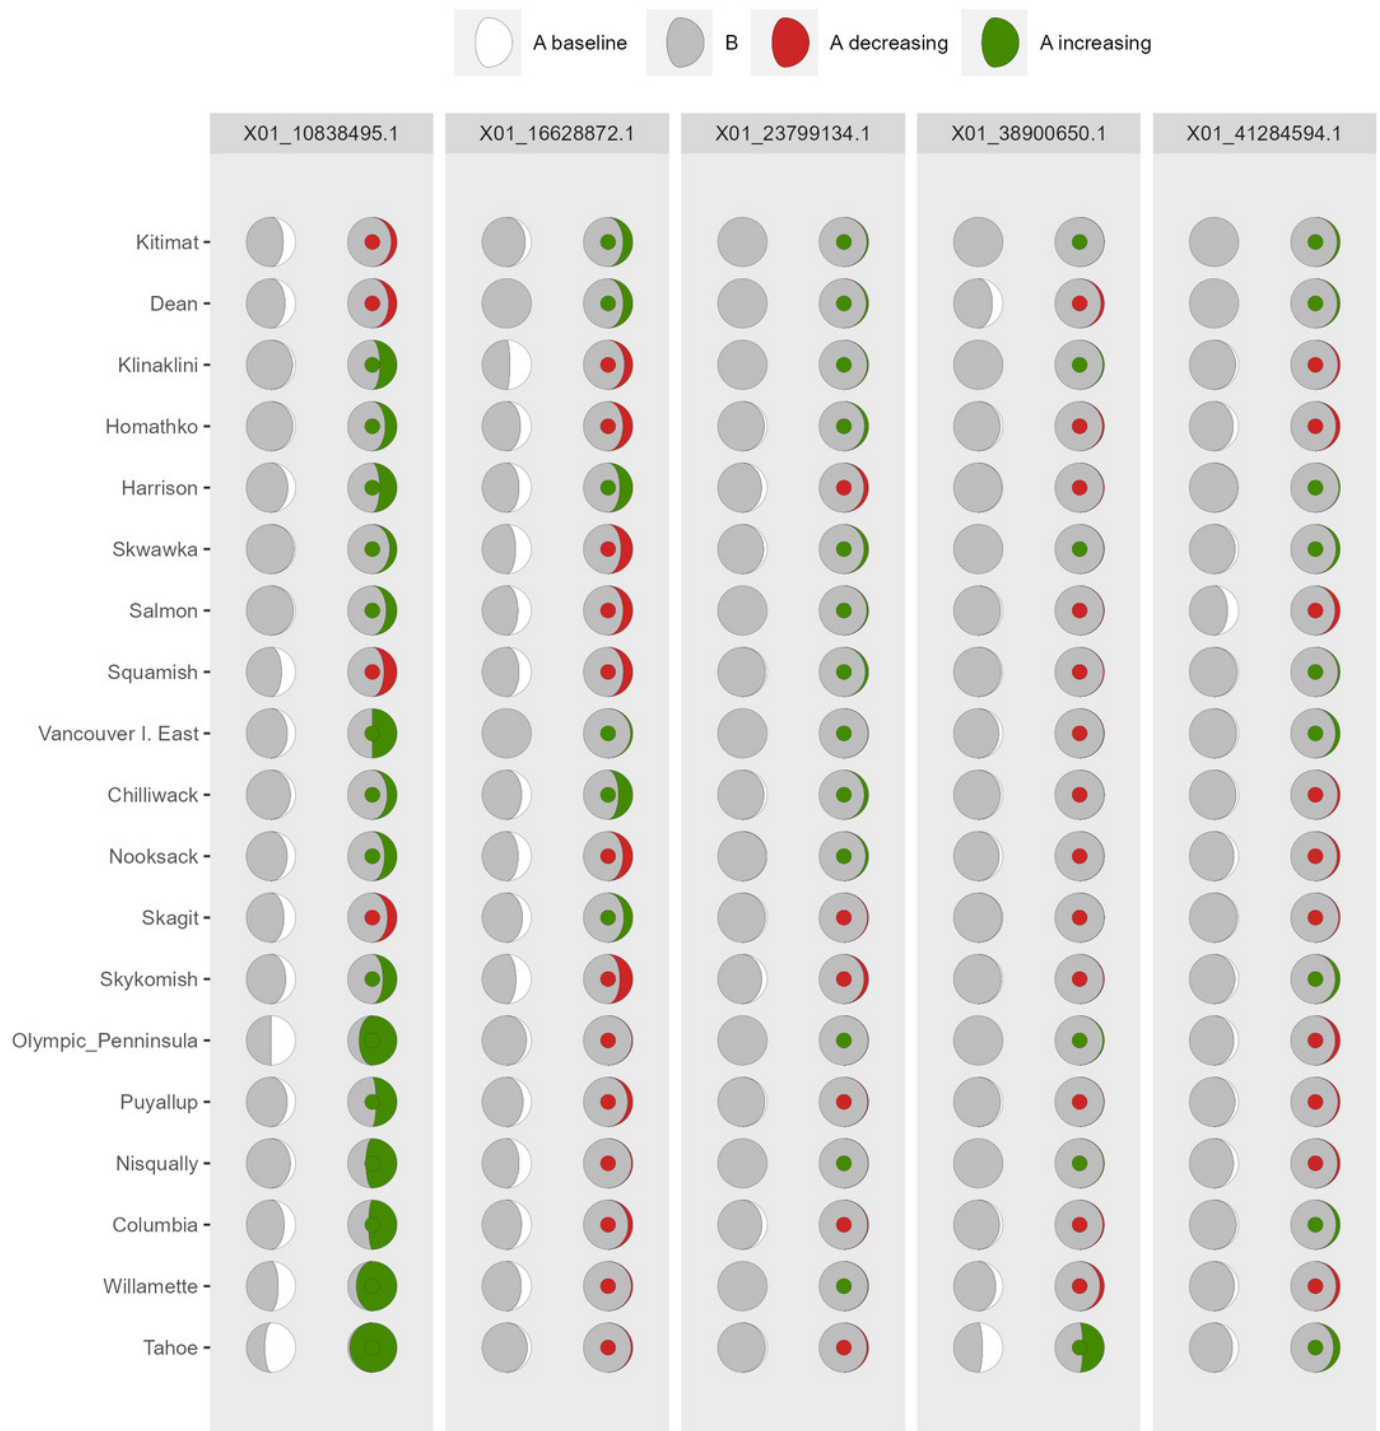 A baseline B A decreasing A increasing
X01_10838495.1 X01_16628872.1 X01_23799134.1 X01_38900650.1 X01_41284594.1
Kitimat
Dean
Klinaklini
Homathko
Harrison
Skwawka
Salmon
Squamish
Vancouver I. East
Chilliwack
Nooksack
Skagit
Skykomish
Olympic_Penninsula
Puyallup
Nisqually
Columbia
Willamette
Tahoe